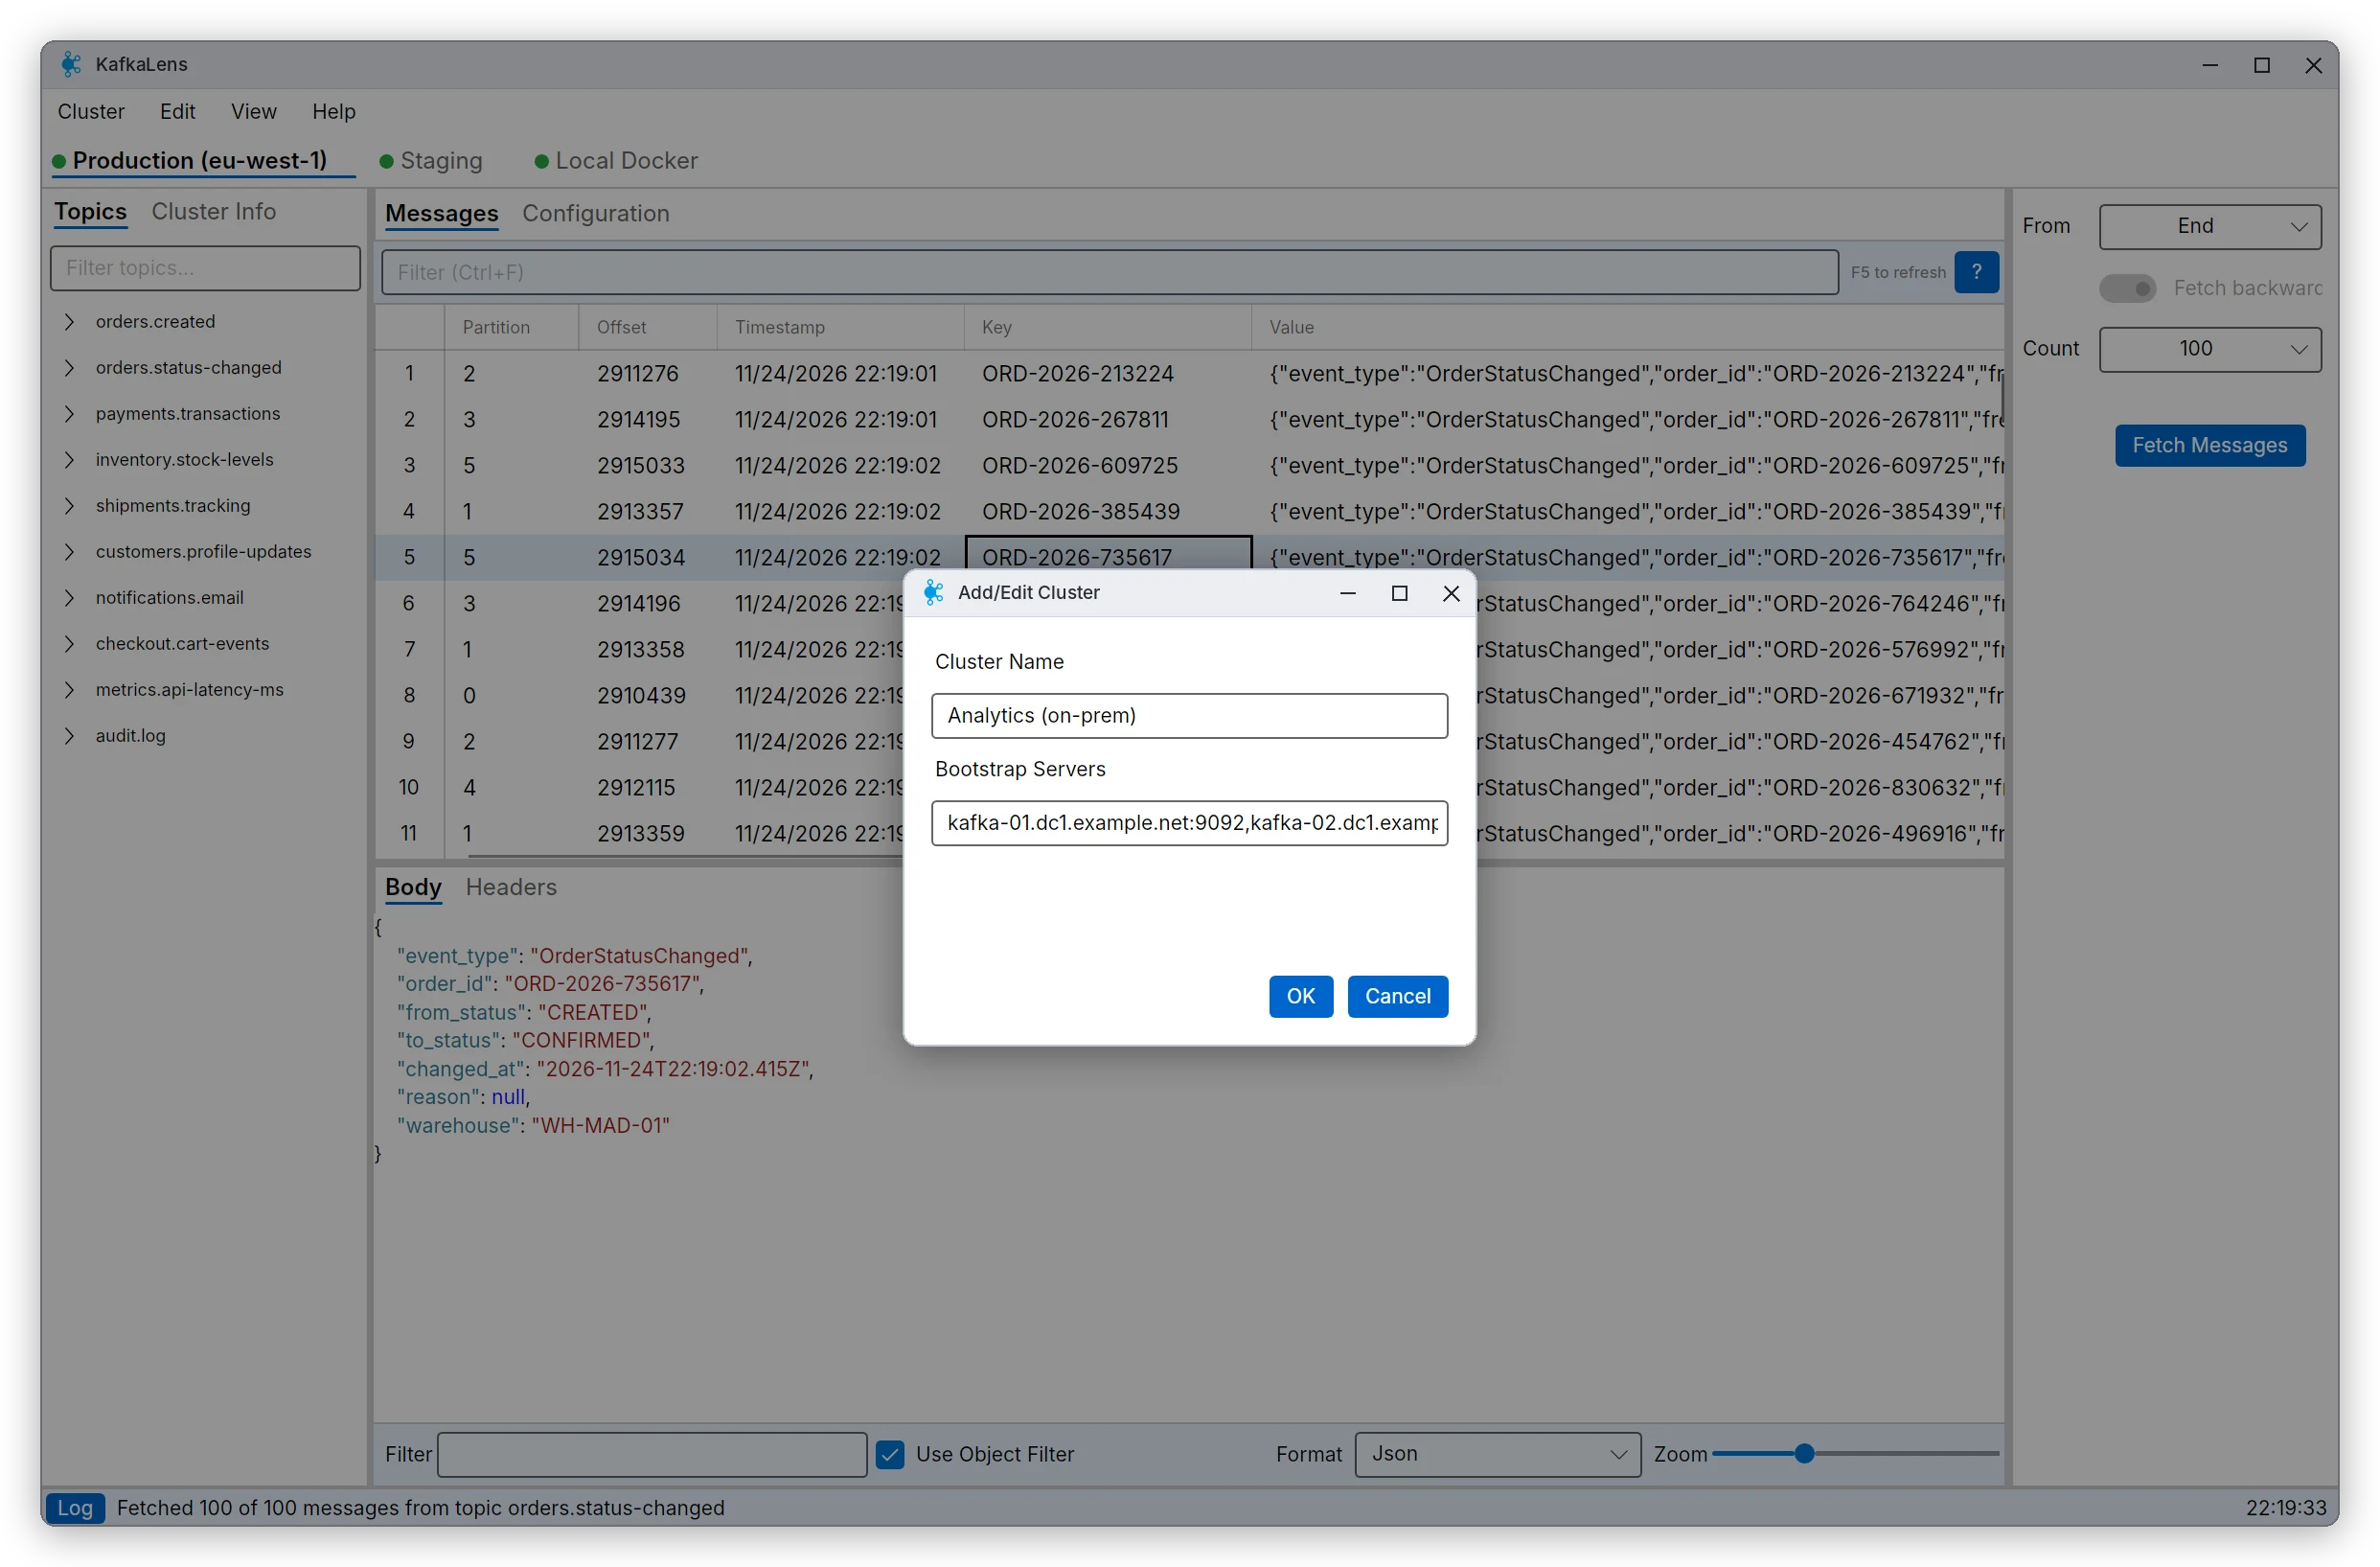 KafkaLens
Cluster Edit View Help
Production (eu-west-1) Staging Local Docker
Topics Cluster Info
Filter topics...
orders.created
orders.status-changed
payments.transactions
inventory.stock-levels
shipments.tracking
customers.profile-updates
notifications.email
checkout.cart-events
metrics.api-latency-ms
audit.log
Messages Configuration
Filter (Ctrl+F) F5 to refresh ?
Partition Offset Timestamp Key Value
1 2 2911276 11/24/2026 22:19:01 ORD-2026-213224 {"event_type":"OrderStatusChanged","order_id":"ORD-2026-213224","fr
2 3 2914195 11/24/2026 22:19:01 ORD-2026-267811 {"event_type":"OrderStatusChanged","order_id":"ORD-2026-267811","fre
3 5 2915033 11/24/2026 22:19:02 ORD-2026-609725 {"event_type":"OrderStatusChanged","order_id":"ORD-2026-609725","fr
4 1 2913357 11/24/2026 22:19:02 ORD-2026-385439 {"event_type":"OrderStatusChanged","order_id":"ORD-2026-385439","fr
5 5 2915034 11/24/2026 22:19:02 ORD-2026-735617 {"event_type":"OrderStatusChanged","order_id":"ORD-2026-735617","fre
6 3 2914196 11/24/2026 22:19 rStatusChanged","order_id":"ORD-2026-764246","fr
7 1 2913358 11/24/2026 22:19 rStatusChanged","order_id":"ORD-2026-576992","fr
8 0 2910439 11/24/2026 22:19 rStatusChanged","order_id":"ORD-2026-671932","fr
9 2 2911277 11/24/2026 22:19 rStatusChanged","order_id":"ORD-2026-454762","fr
10 4 2912115 11/24/2026 22:19 rStatusChanged","order_id":"ORD-2026-830632","fr
11 1 2913359 11/24/2026 22:19 rStatusChanged","order_id":"ORD-2026-496916","fr
Add/Edit Cluster
Cluster Name
Analytics (on-prem)
Bootstrap Servers
kafka-01.dc1.example.net:9092,kafka-02.dc1.examp
OK Cancel
Body Headers
{
"event_type": "OrderStatusChanged",
"order_id": "ORD-2026-735617",
"from_status": "CREATED",
"to_status": "CONFIRMED",
"changed_at": "2026-11-24T22:19:02.415Z",
"reason": null,
"warehouse": "WH-MAD-01"
}
Filter Use Object Filter Format Json Zoom
From End
Fetch backward
Count 100
Fetch Messages
Log Fetched 100 of 100 messages from topic orders.status-changed 22:19:33